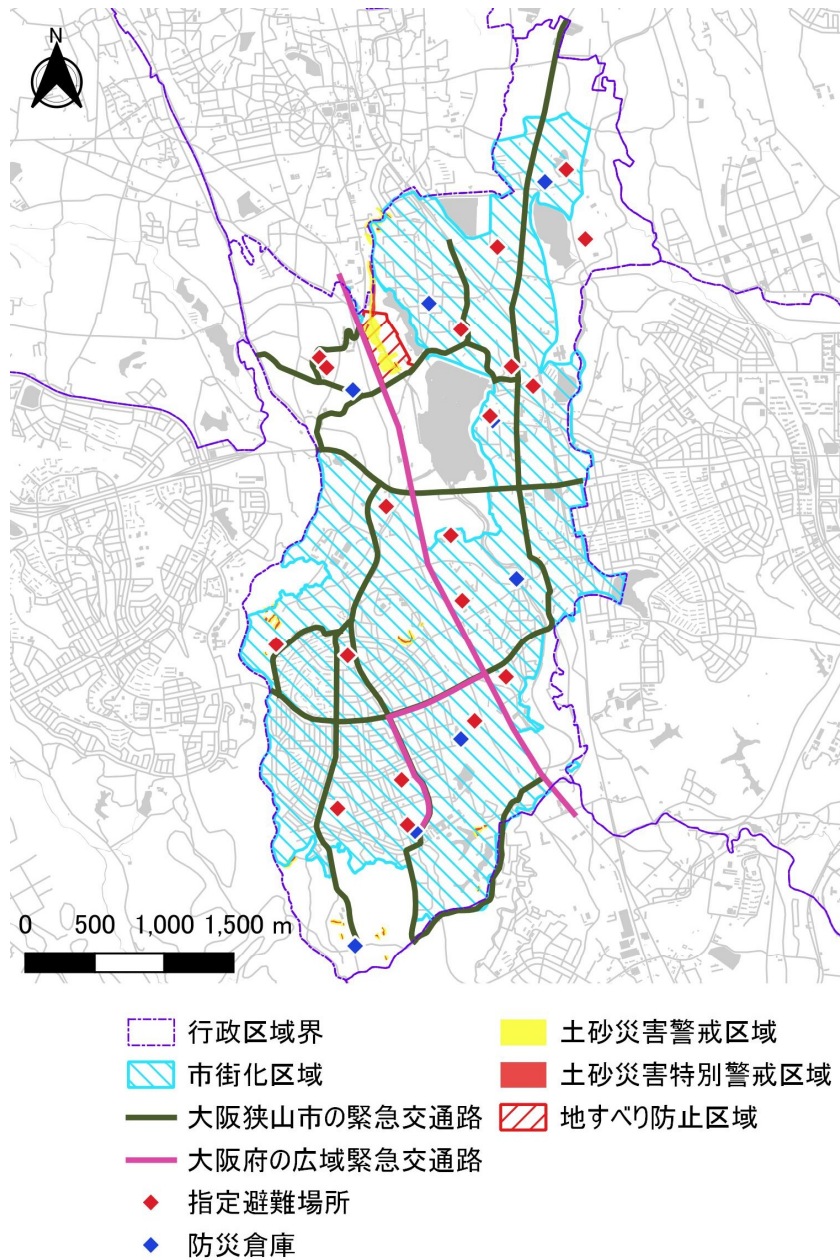 N
0 500 1,000 1,500 m
行政区域界
市街化区域
大阪狭山市の緊急交通路
大阪府の広域緊急交通路
指定避難場所
防災倉庫
土砂災害警戒区域
土砂災害特別警戒区域
地すべり防止区域